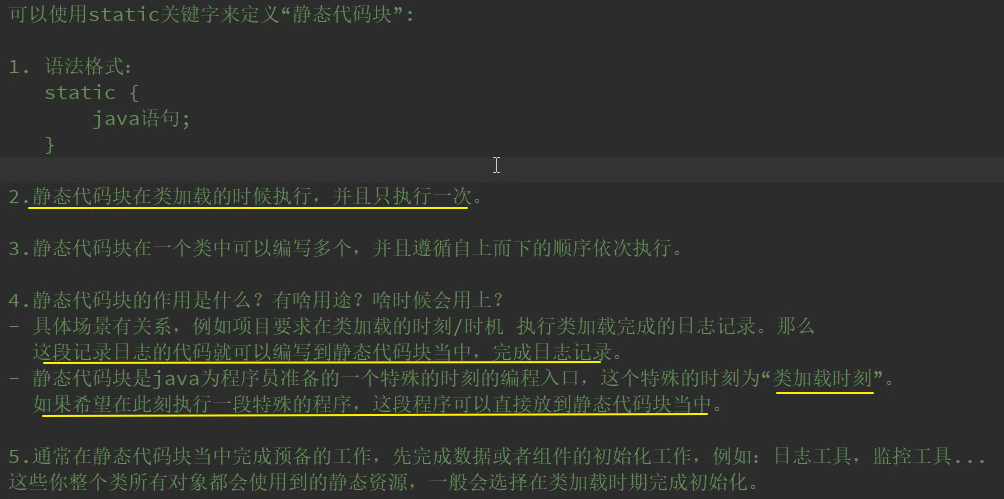 可以使用static关键字来定义“静态代码块”:
1. 语法格式:
static {
java语句;
}
2.静态代码块在类加载的时候执行，并且只执行一次。
3.静态代码块在一个类中可以编写多个，并且遵循自上而下的顺序依次执行。
4.静态代码块的作用是什么？有啥用途？啥时候会用上？
- 具体场景有关系，例如项目要求在类加载的时刻/时机 执行类加载完成的日志记录。那么
这段记录日志的代码就可以编写到静态代码块当中，完成日志记录。
- 静态代码块是java为程序员准备的一个特殊的时刻的编程入口，这个特殊的时刻为“类加载时刻”。
如果希望在此刻执行一段特殊的程序，这段程序可以直接放到静态代码块当中。
5.通常在静态代码块当中完成预备的工作，先完成数据或者组件的初始化工作，例如：日志工具，监控工具...
这些你整个类所有对象都会使用到的静态资源，一般会选择在类加载时期完成初始化。